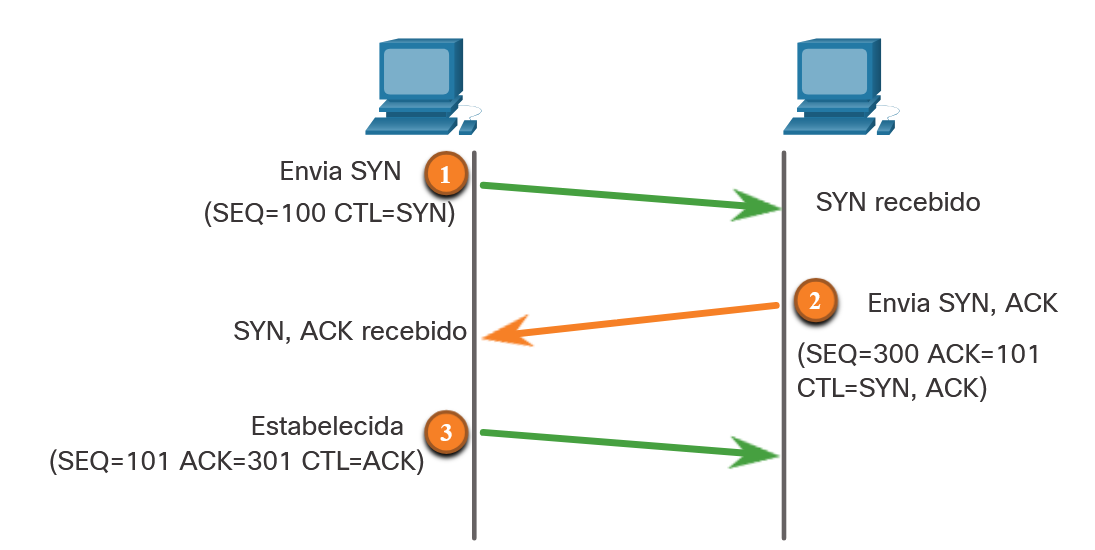 Envia SYN
1
(SEQ=100 CTL=SYN)
SYN recebido
2
Envia SYN, ACK
SYN, ACK recebido
(SEQ=300 ACK=101
CTL=SYN, ACK)
Estabelecida
3
(SEQ=101 ACK=301 CTL=ACK)